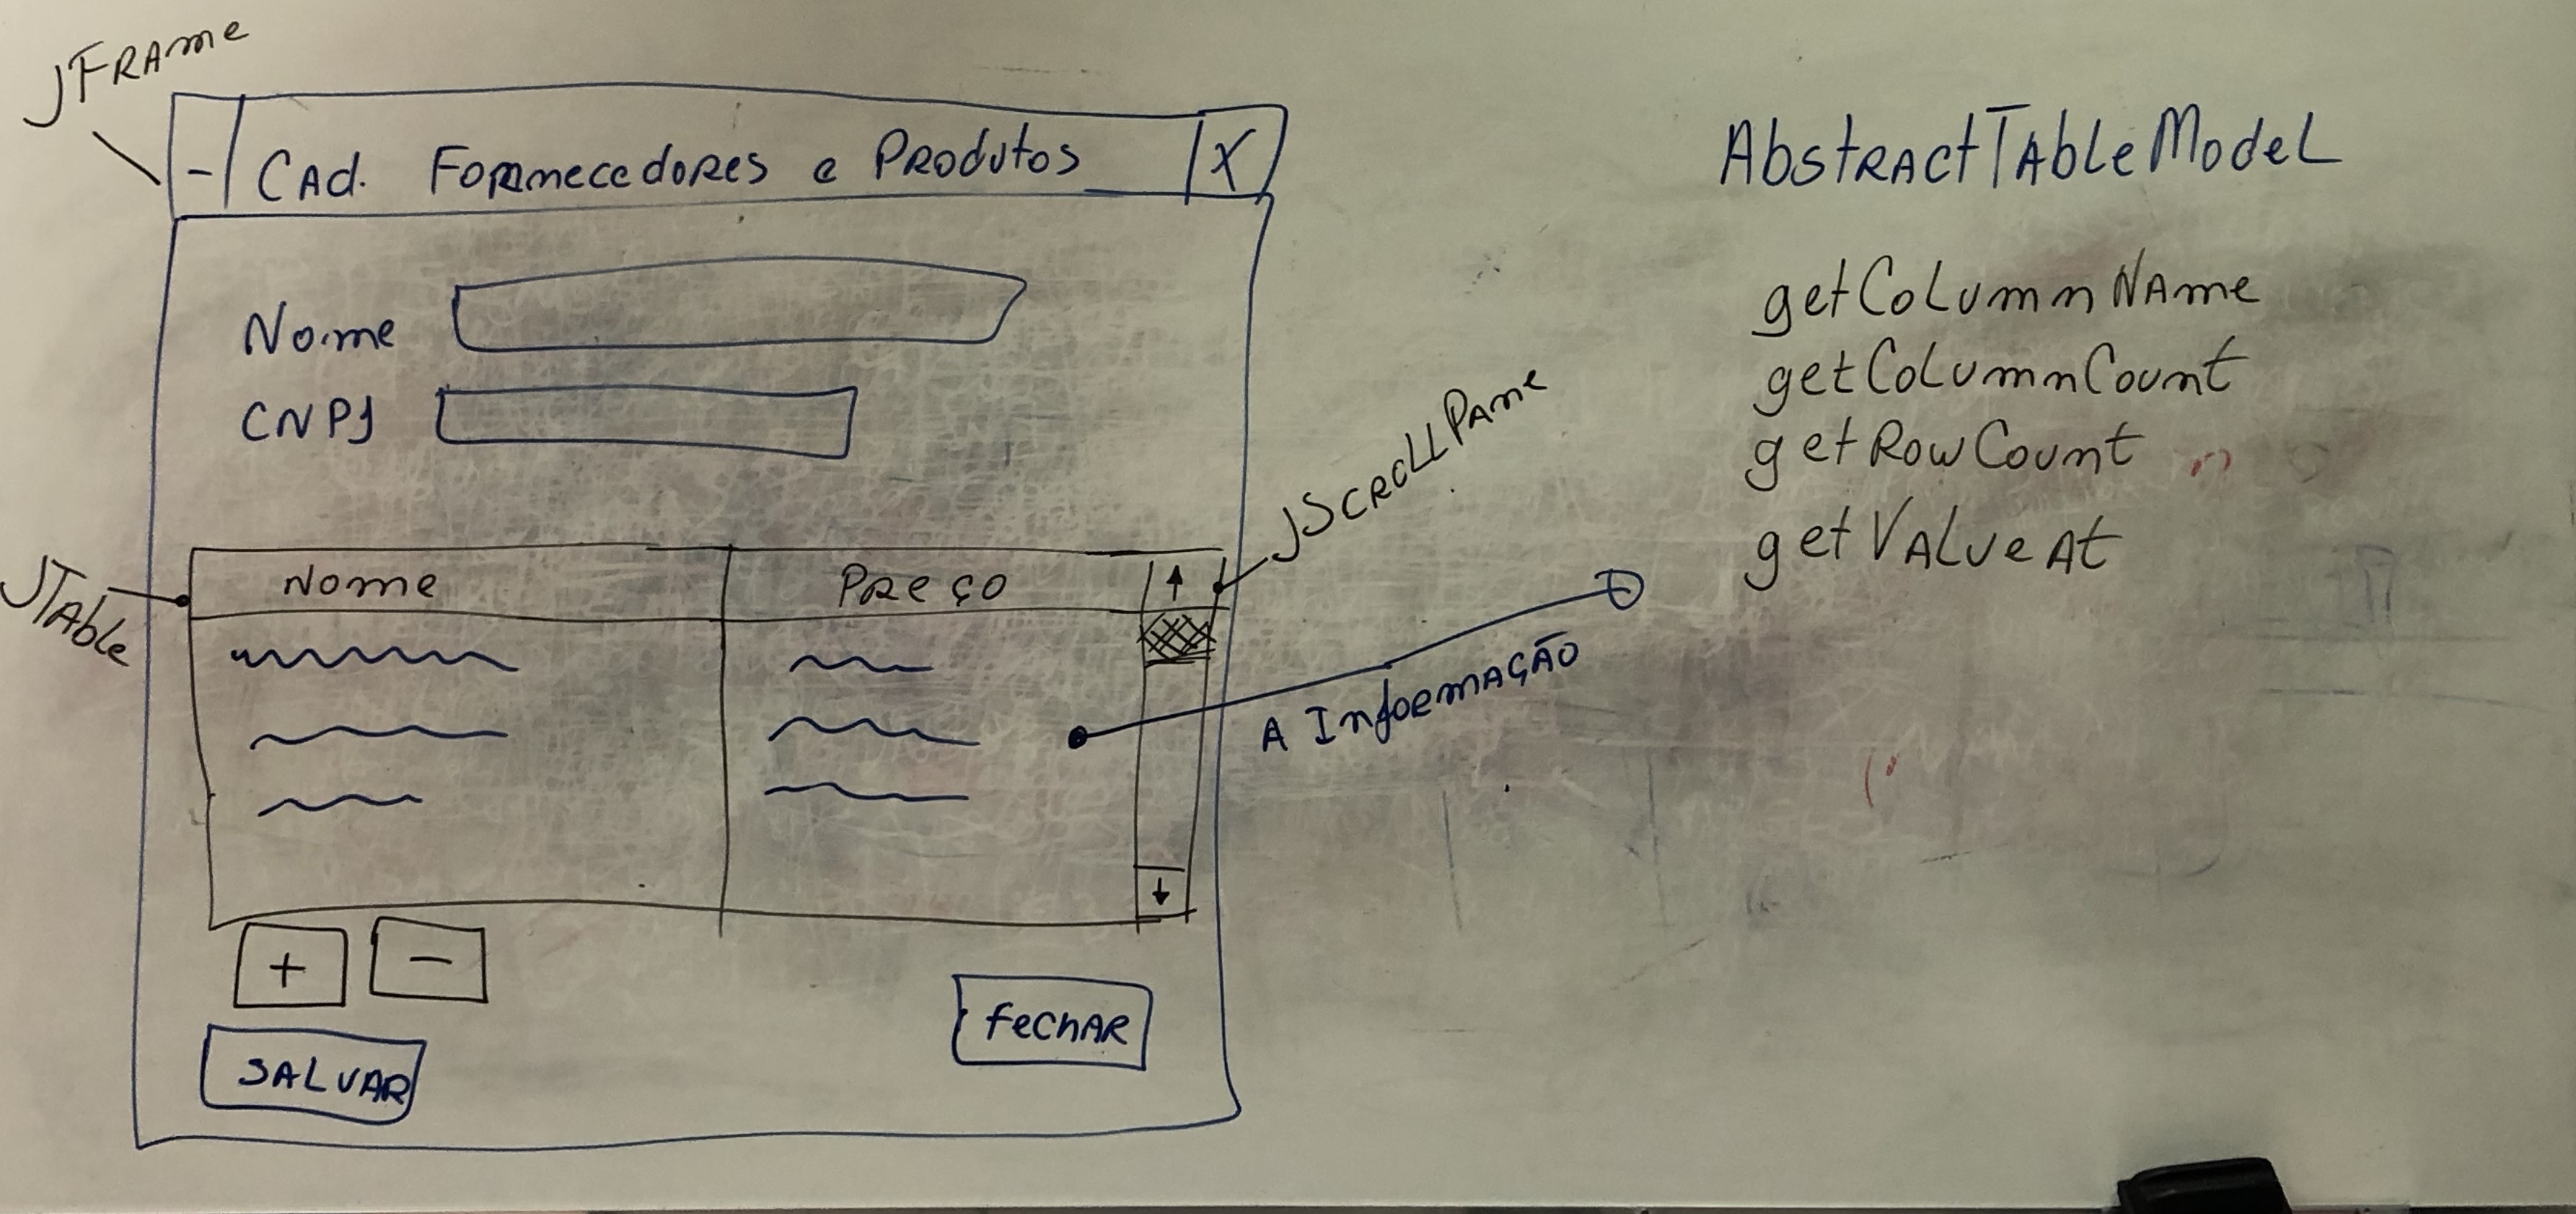 JFrame
- Cad. Fornecedores e Produtos X
Nome
CNPJ
JTable
Nome Preço
JScrollPane
A Informação
+ -
Salvar
Fechar
AbstractTableModel
getColumnName
getColumnCount
getRowCount
getValueAt